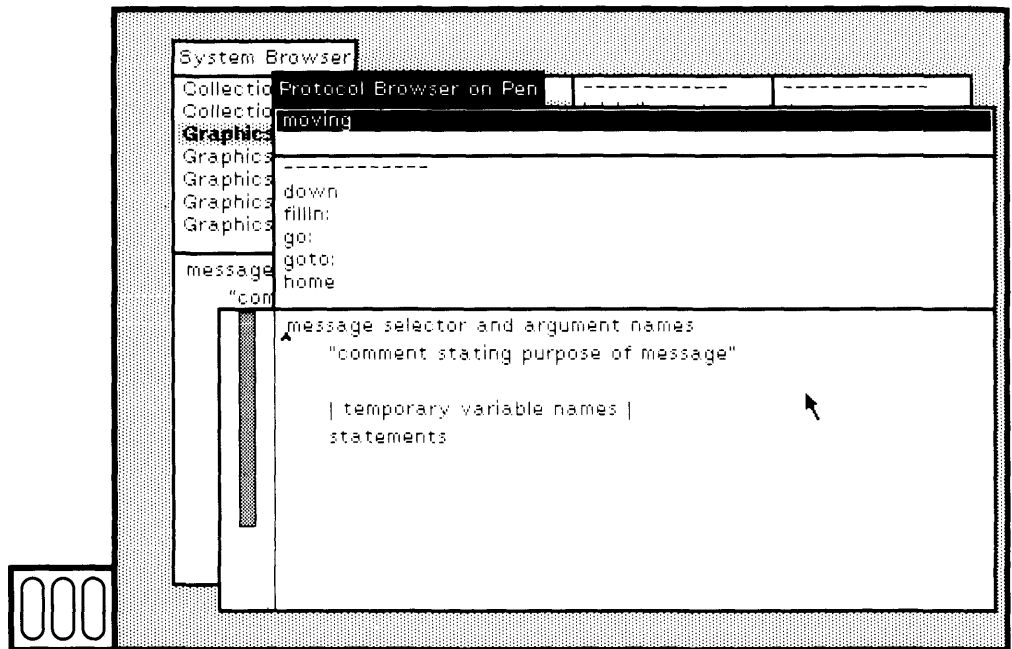 System Browser
Collectio
Protocol Browser on Pen
------------
------------
Collectio
moving
Graphics
Graphics
------------
Graphics
down
Graphics
fillIn:
Graphics
go:
goto:
message
home
"com
message selector and argument names
"comment stating purpose of message"
| temporary variable names |
statements